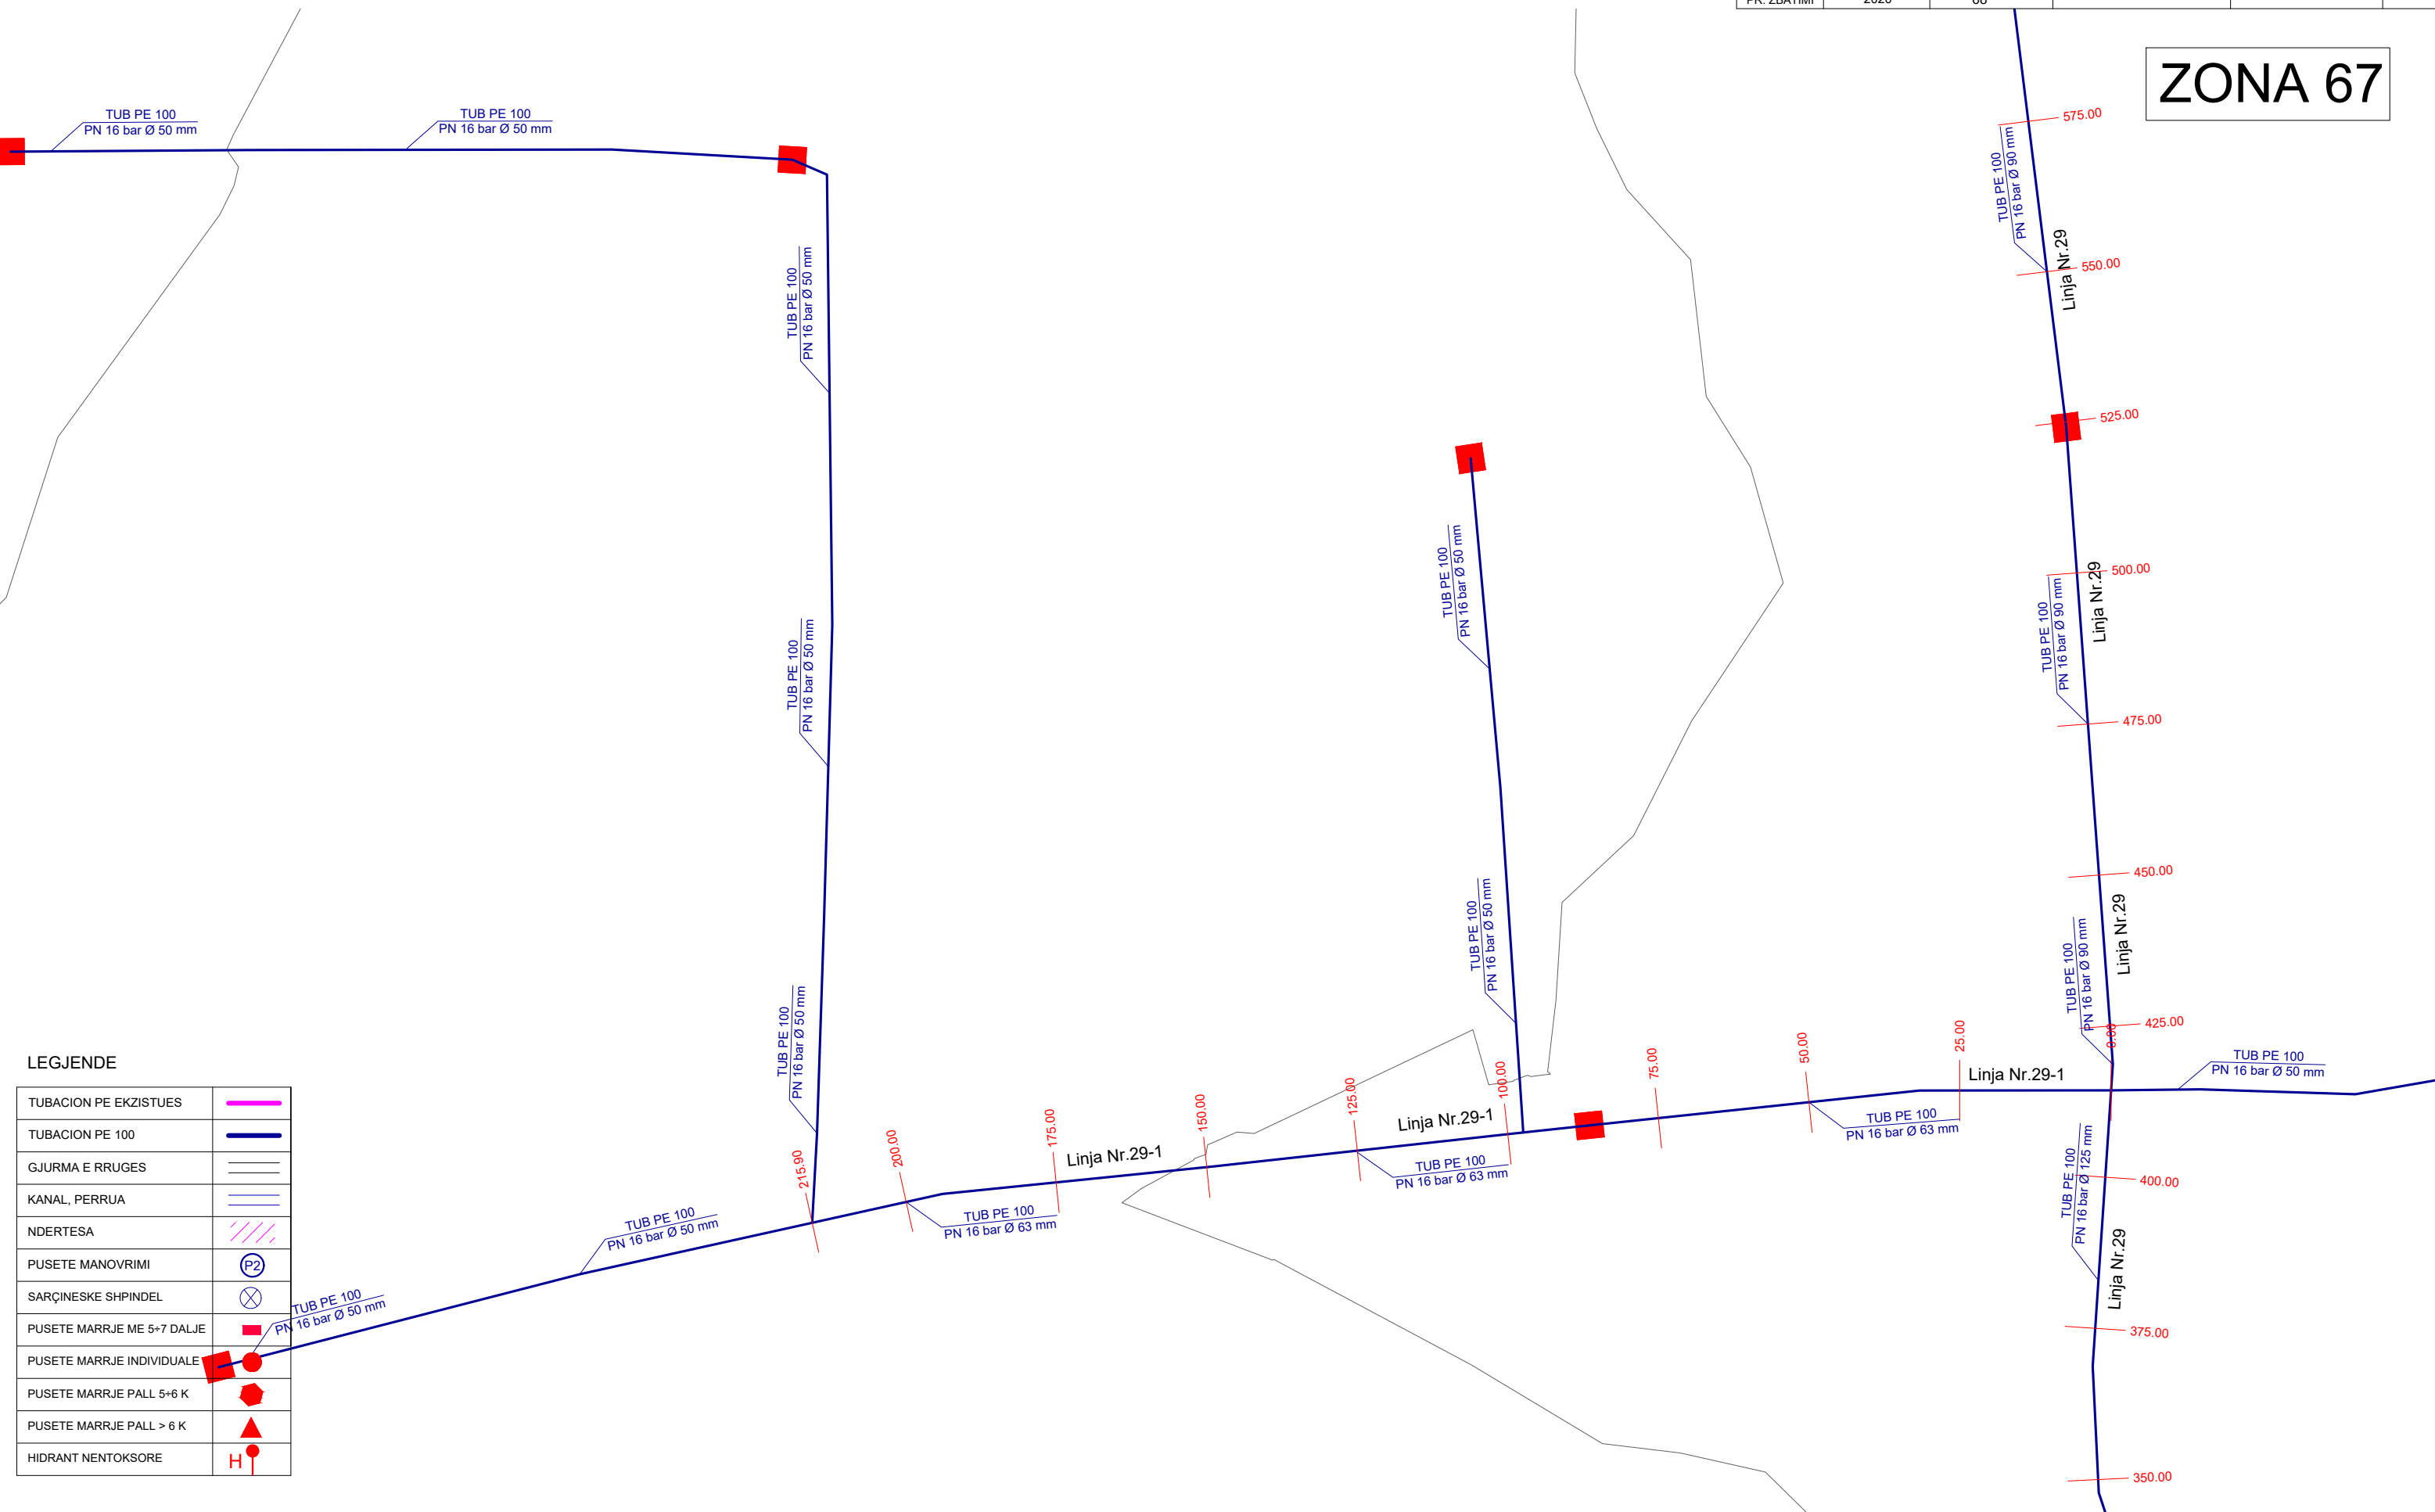 ZONA 67
TUB PE 100
PN 16 bar Ø 50 mm
TUB PE 100
PN 16 bar Ø 50 mm
TUB PE 100
PN 16 bar Ø 50 mm
TUB PE 100
PN 16 bar Ø 50 mm
TUB PE 100
PN 16 bar Ø 50 mm
TUB PE 100
PN 16 bar Ø 50 mm
TUB PE 100
PN 16 bar Ø 50 mm
TUB PE 100
PN 16 bar Ø 90 mm
TUB PE 100
PN 16 bar Ø 90 mm
TUB PE 100
PN 16 bar Ø 90 mm
TUB PE 100
PN 16 bar Ø 125 mm
575.00
Linja Nr.29
550.00
525.00
500.00
Linja Nr.29
475.00
450.00
Linja Nr.29
425.00
400.00
Linja Nr.29
375.00
350.00
0.00
25.00
50.00
75.00
100.00
125.00
150.00
175.00
200.00
215.90
Linja Nr.29-1
Linja Nr.29-1
Linja Nr.29-1
TUB PE 100
PN 16 bar Ø 50 mm
TUB PE 100
PN 16 bar Ø 63 mm
TUB PE 100
PN 16 bar Ø 63 mm
TUB PE 100
PN 16 bar Ø 63 mm
TUB PE 100
PN 16 bar Ø 50 mm
TUB PE 100
PN 16 bar Ø 50 mm
LEGJENDE
TUBACION PE EKZISTUES
TUBACION PE 100
GJURMA E RRUGES
KANAL, PERRUA
NDERTESA
PUSETE MANOVRIMI P2
SARÇINESKE SHPINDEL
PUSETE MARRJE ME 5÷7 DALJE
PUSETE MARRJE INDIVIDUALE
PUSETE MARRJE PALL 5÷6 K
PUSETE MARRJE PALL > 6 K
HIDRANT NENTOKSORE H